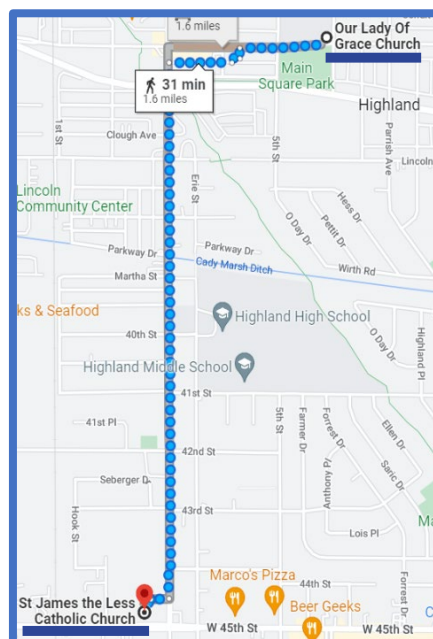 1.6 miles
Our Lady Of
Grace Church
31 min
1.6 miles
Main
Square Park
Highland
1st St
Clough Ave
5th St
Parrish Ave
Lincoln
Lincoln
Community Center
Erie St
Hess Dr
Pettit Dr
O Day Dr
Parkway Dr
Parkway Dr
Cady Marsh Ditch
Wirth Rd
Martha St
ks & Seafood
Highland High School
40th St
O Day Dr
Highland Pl
Highland Middle School
41st St
41st Pl
5th St
Farmer Dr
Forrest Dr
Anthony Pl
Ellen Dr
Saric Dr
42nd St
Seberger D
Hook St
43rd St
Ma
Lois Pl
Marco's Pizza
44th St
St James the Less
Catholic Church
Beer Geeks
Forrest Dr
W 45th St
W 45th St
C